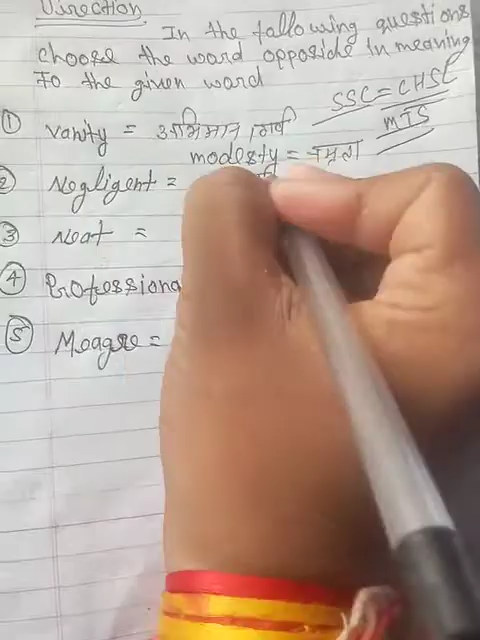 Direction
In the following questions
choose the word opposide in meaning
to the given word
SSC = CHSL
MTS
① vanity = अभिमान, गर्व
modesty = नम्रता
② Negligent =
③ Neat =
④ Professiona
⑤ Meagre =